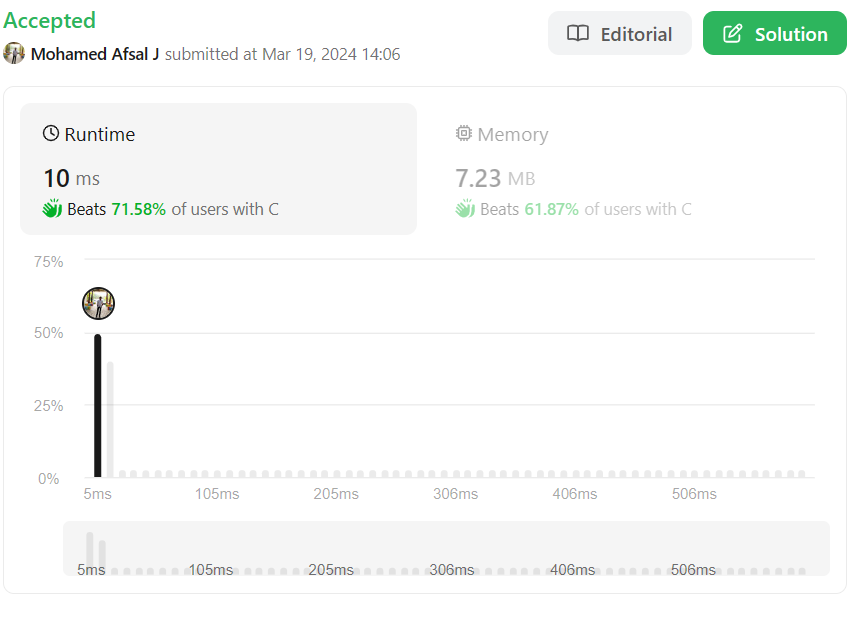 Accepted
Editorial
Solution
Mohamed Afsal J submitted at Mar 19, 2024 14:06
Runtime
10 ms
Beats 71.58% of users with C
Memory
7.23 MB
Beats 61.87% of users with C
75%
50%
25%
0%
5ms 105ms 205ms 306ms 406ms 506ms
5ms 105ms 205ms 306ms 406ms 506ms